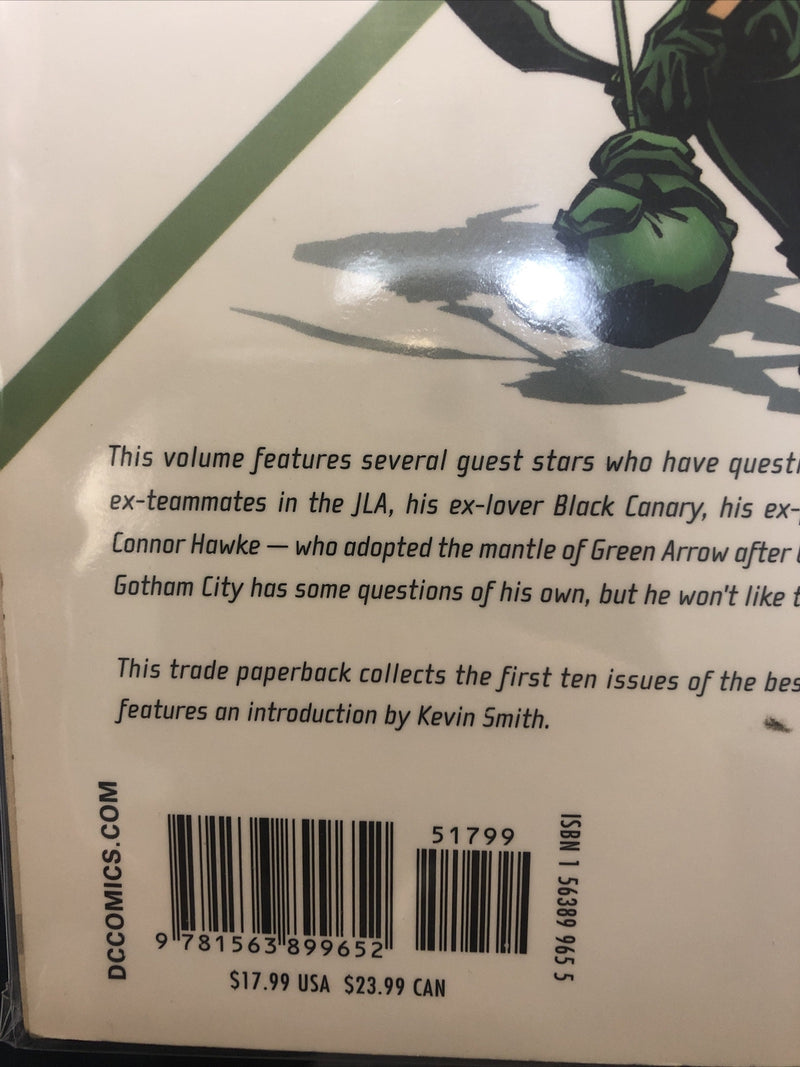 This volume features several guest stars who have questi
ex-teammates in the JLA, his ex-lover Black Canary, his ex-
Connor Hawke — who adopted the mantle of Green Arrow after
Gotham City has some questions of his own, but he won't like t
This trade paperback collects the first ten issues of the bes
features an introduction by Kevin Smith.
DCCOMICS.COM
51799
9 781563 899652
ISBN 1 56389 965 5
$17.99 USA $23.99 CAN